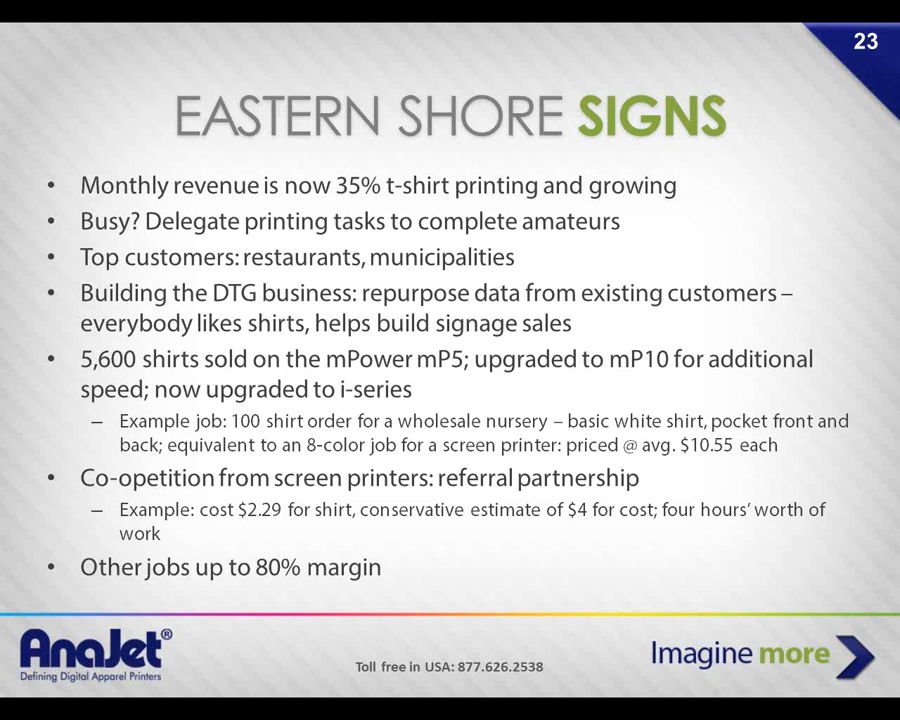 23
EASTERN SHORE SIGNS
• Monthly revenue is now 35% t-shirt printing and growing
• Busy? Delegate printing tasks to complete amateurs
• Top customers: restaurants, municipalities
• Building the DTG business: repurpose data from existing customers –
everybody likes shirts, helps build signage sales
• 5,600 shirts sold on the mPower mP5; upgraded to mP10 for additional
speed; now upgraded to i-series
– Example job: 100 shirt order for a wholesale nursery – basic white shirt, pocket front and
back; equivalent to an 8-color job for a screen printer: priced @ avg. $10.55 each
• Co-opetition from screen printers: referral partnership
– Example: cost $2.29 for shirt, conservative estimate of $4 for cost; four hours’ worth of
work
• Other jobs up to 80% margin
AnaJet®
Defining Digital Apparel Printers
Toll free in USA: 877.626.2538
Imagine more